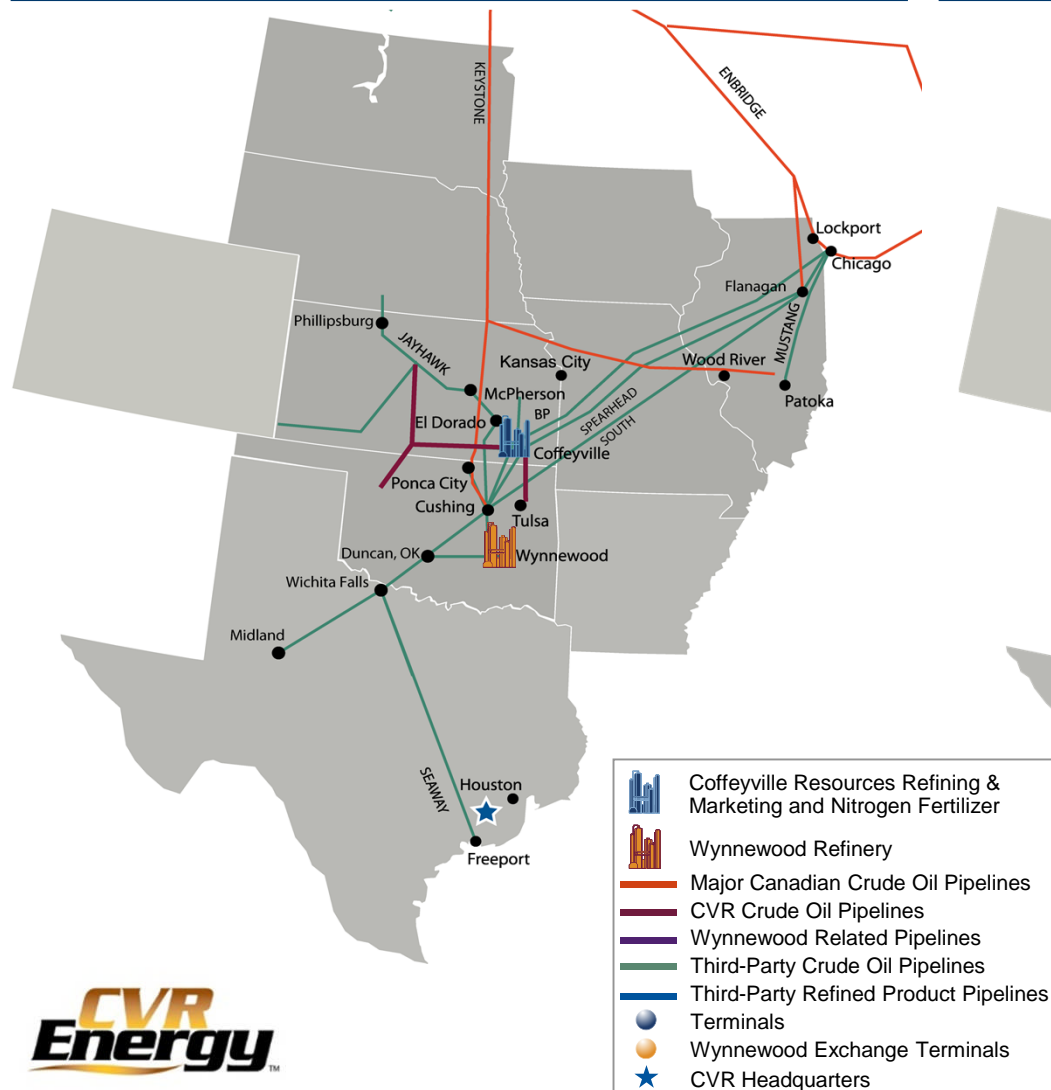 KEYSTONE
ENBRIDGE
Lockport
Chicago
Flanagan
MUSTANG
Phillipsburg
JAYHAWK
Kansas City
Wood River
McPherson
Patoka
El Dorado
BP
SPEARHEAD
SOUTH
Coffeyville
Ponca City
Cushing
Tulsa
Duncan, OK
Wynnewood
Wichita Falls
Midland
SEAWAY
Houston
Freeport
Coffeyville Resources Refining &
Marketing and Nitrogen Fertilizer
Wynnewood Refinery
Major Canadian Crude Oil Pipelines
CVR Crude Oil Pipelines
Wynnewood Related Pipelines
Third-Party Crude Oil Pipelines
Third-Party Refined Product Pipelines
Terminals
Wynnewood Exchange Terminals
CVR Headquarters
CVR
Energy™